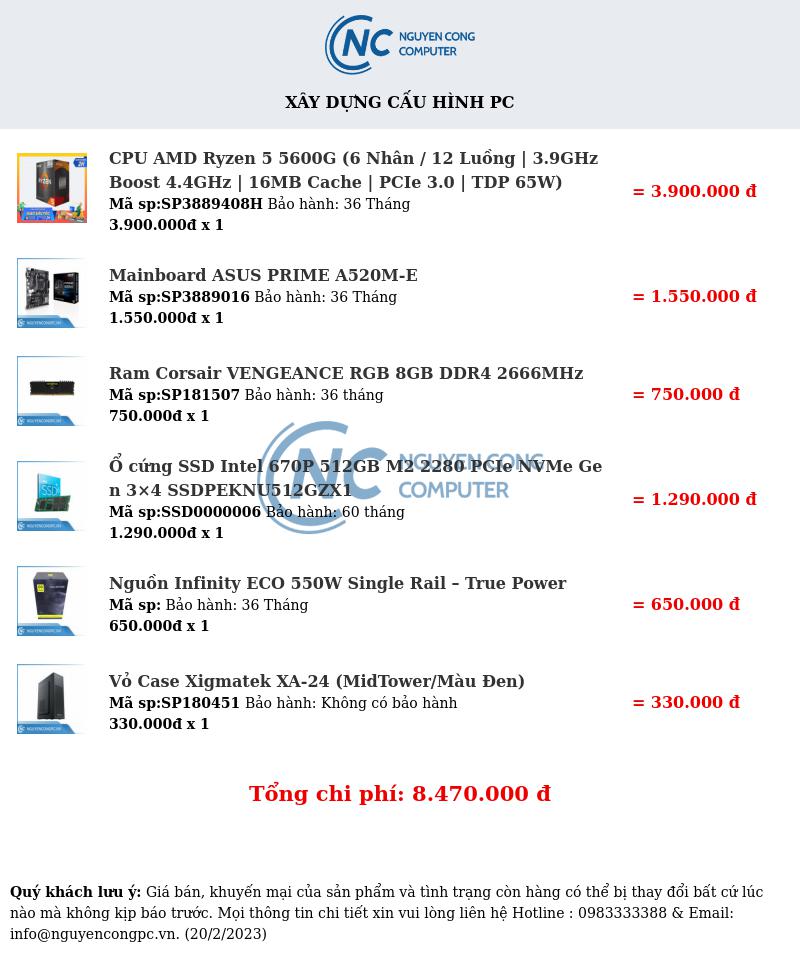 NC NGUYEN CONG
COMPUTER
XÂY DỰNG CẤU HÌNH PC
CPU AMD Ryzen 5 5600G (6 Nhân / 12 Luồng | 3.9GHz
Boost 4.4GHz | 16MB Cache | PCIe 3.0 | TDP 65W)
Mã sp:SP3889408H Bảo hành: 36 Tháng
3.900.000đ x 1
= 3.900.000 đ
Mainboard ASUS PRIME A520M-E
Mã sp:SP3889016 Bảo hành: 36 Tháng
1.550.000đ x 1
= 1.550.000 đ
Ram Corsair VENGEANCE RGB 8GB DDR4 2666MHz
Mã sp:SP181507 Bảo hành: 36 tháng
750.000đ x 1
= 750.000 đ
NC NGUYEN CONG
COMPUTER
Ổ cứng SSD Intel 670P 512GB M2 2280 PCIe NVMe Ge
n 3×4 SSDPEKNU512GZX1
Mã sp:SSD0000006 Bảo hành: 60 tháng
1.290.000đ x 1
= 1.290.000 đ
Nguồn Infinity ECO 550W Single Rail – True Power
Mã sp: Bảo hành: 36 Tháng
650.000đ x 1
= 650.000 đ
Vỏ Case Xigmatek XA-24 (MidTower/Màu Đen)
Mã sp:SP180451 Bảo hành: Không có bảo hành
330.000đ x 1
= 330.000 đ
Tổng chi phí: 8.470.000 đ
Quý khách lưu ý: Giá bán, khuyến mại của sản phẩm và tình trạng còn hàng có thể bị thay đổi bất cứ lúc
nào mà không kịp báo trước. Mọi thông tin chi tiết xin vui lòng liên hệ Hotline : 0983333388 & Email:
info@nguyencongpc.vn. (20/2/2023)